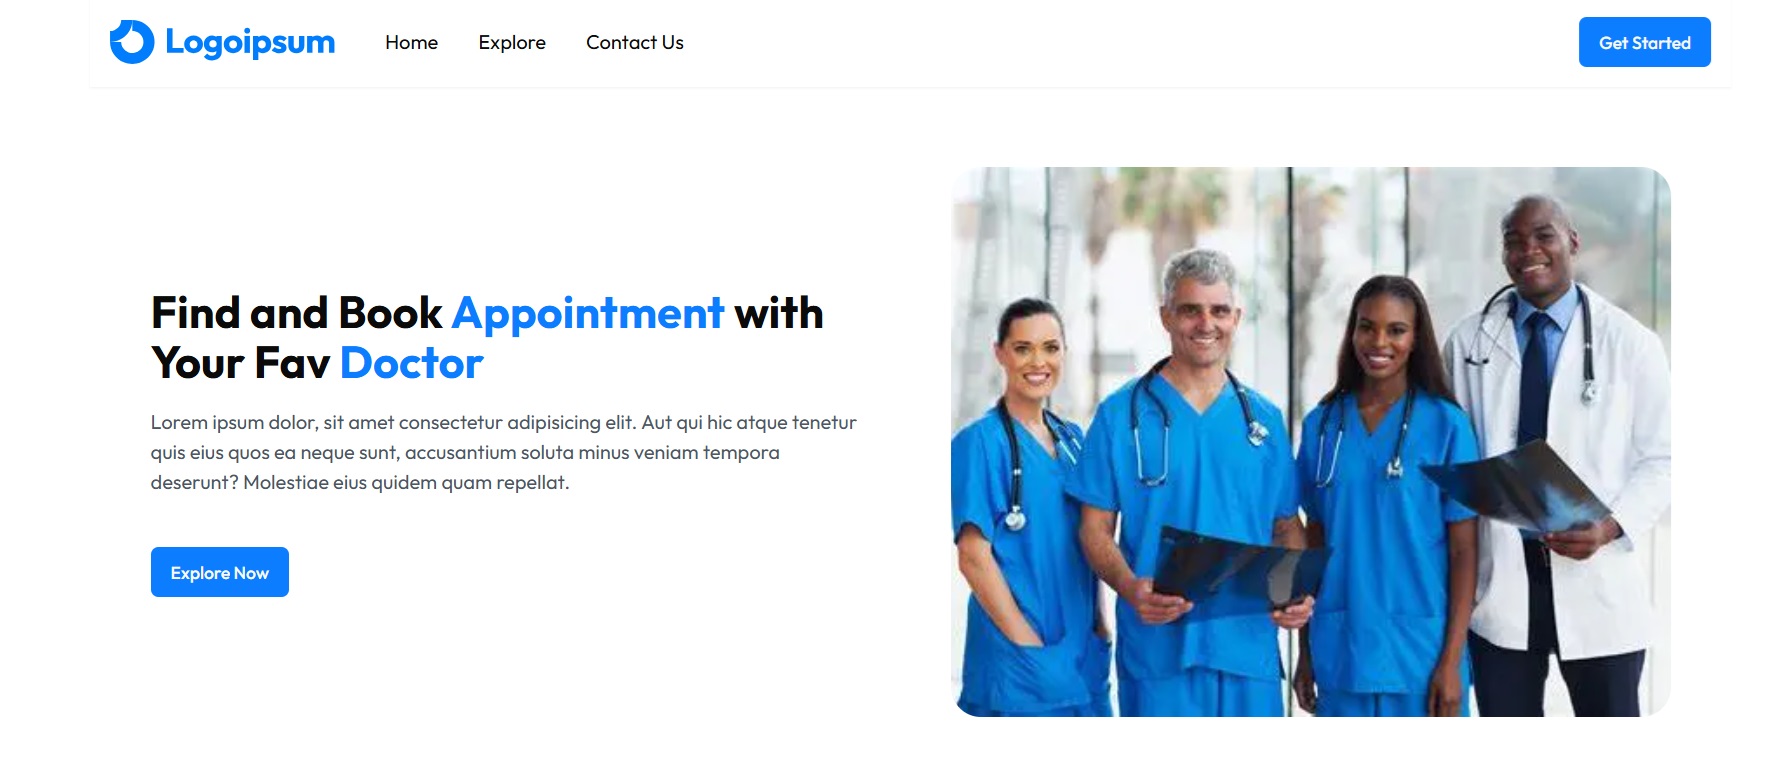 Logoipsum
Home
Explore
Contact Us
Get Started
Find and Book Appointment with
Your Fav Doctor
Lorem ipsum dolor, sit amet consectetur adipisicing elit. Aut qui hic atque tenetur
quis eius quos ea neque sunt, accusantium soluta minus veniam tempora
deserunt? Molestiae eius quidem quam repellat.
Explore Now